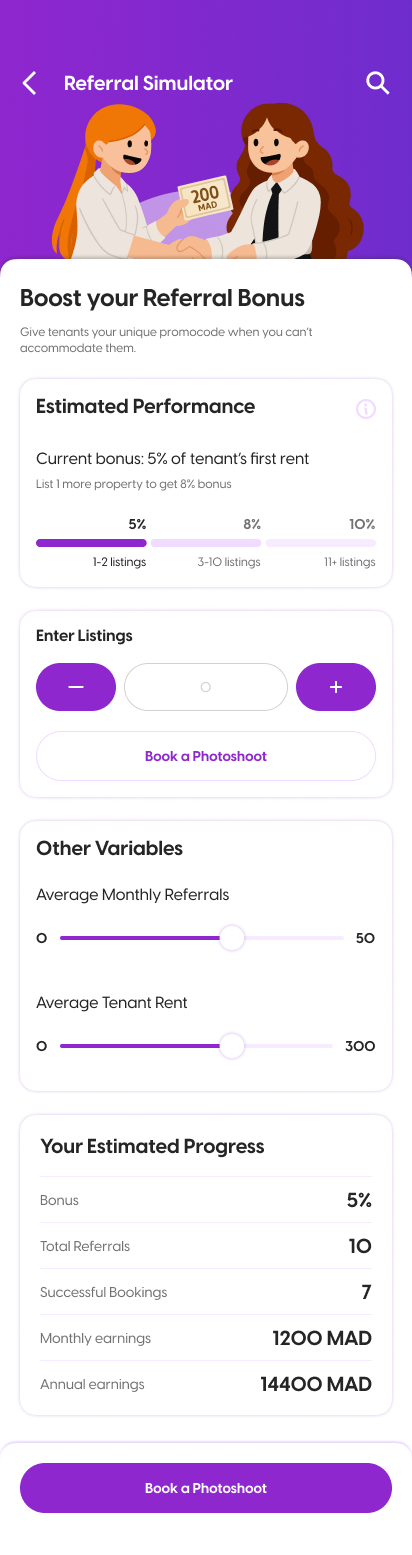 Referral Simulator
200
MAD
Boost your Referral Bonus
Give tenants your unique promocode when you can't
accommodate them.
Estimated Performance
Current bonus: 5% of tenant's first rent
List 1 more property to get 8% bonus
5% 8% 10%
1-2 listings 3-10 listings 11+ listings
Enter Listings
0
Book a Photoshoot
Other Variables
Average Monthly Referrals
0 50
Average Tenant Rent
0 300
Your Estimated Progress
Bonus 5%
Total Referrals 10
Successful Bookings 7
Monthly earnings 1200 MAD
Annual earnings 14400 MAD
Book a Photoshoot